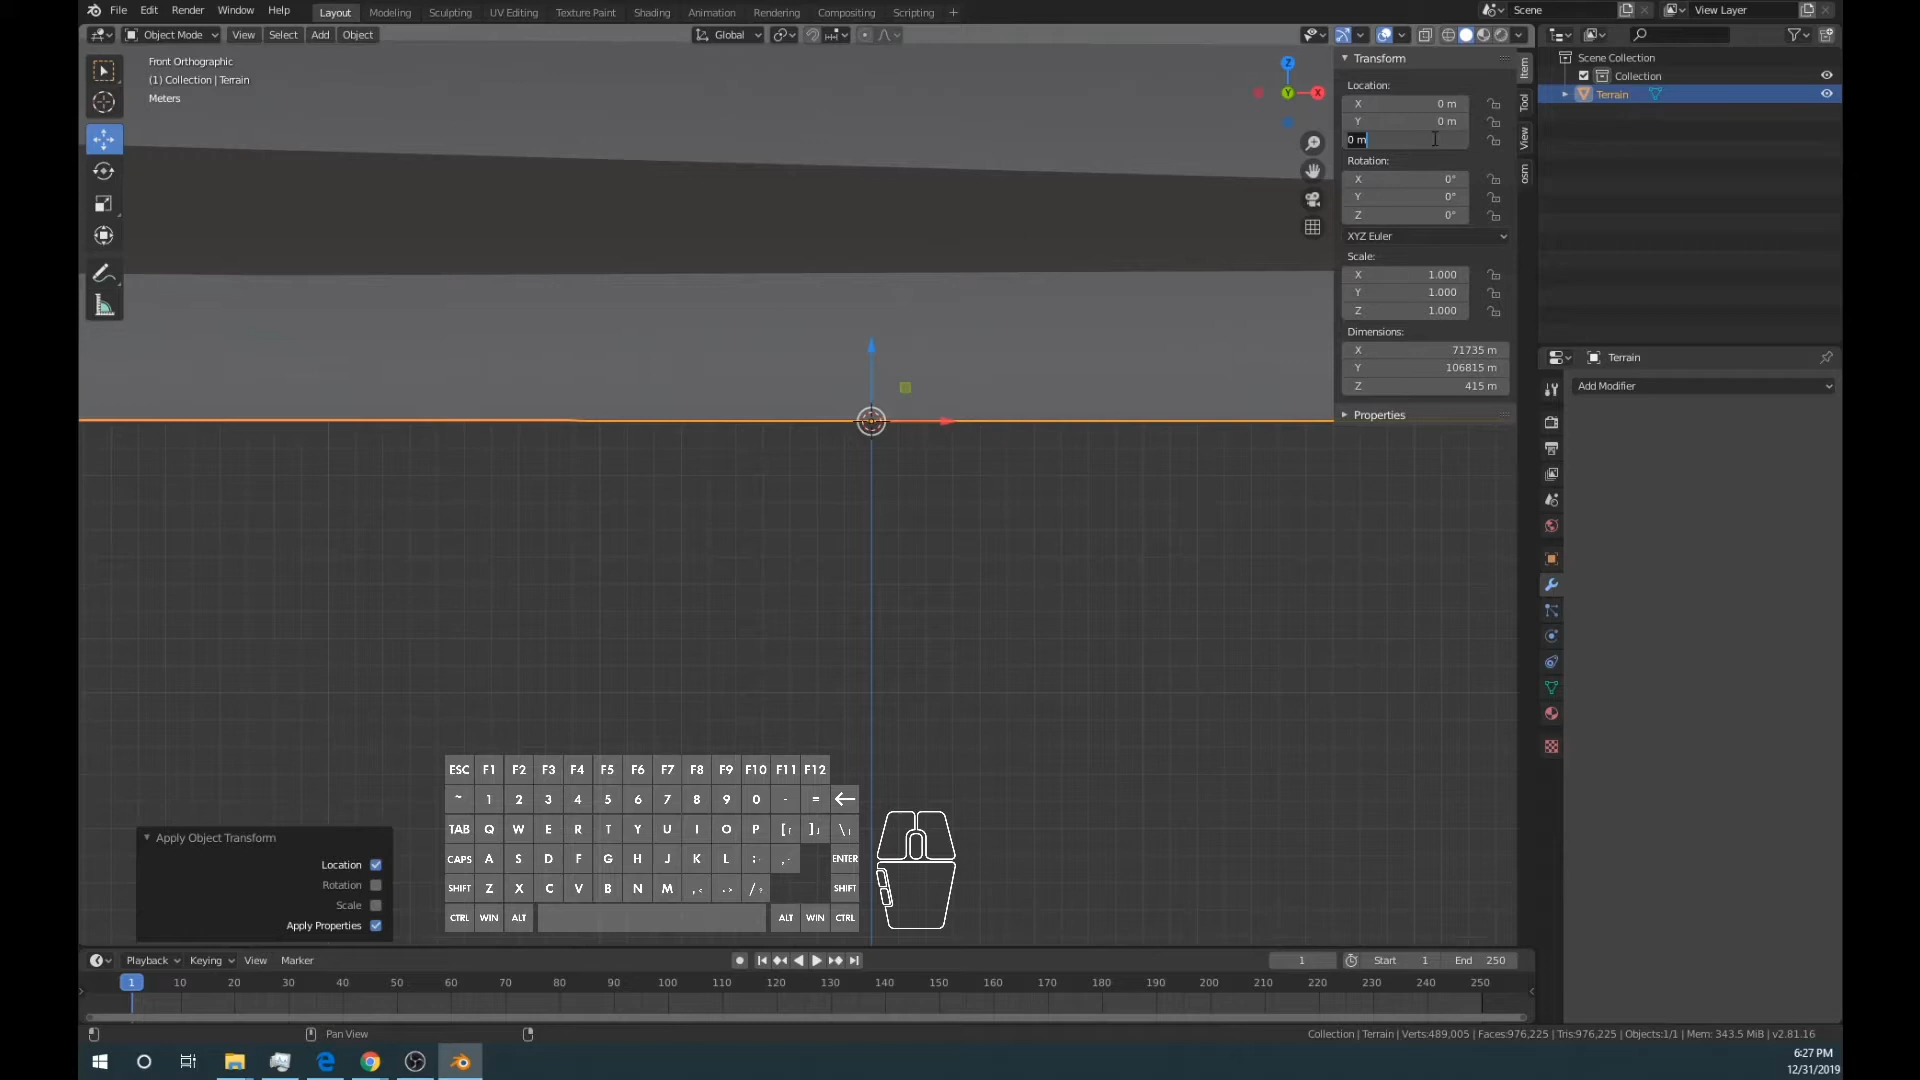 File Edit Render Window Help Layout Modeling Sculpting UV Editing Texture Paint Shading Animation Rendering Compositing Scripting + Scene View Layer
Object Mode View Select Add Object Global
Front Orthographic
(1) Collection | Terrain
Meters
Z
Y
X
Transform
Location:
X 0 m
Y 0 m
0 m
Rotation:
X 0°
Y 0°
Z 0°
XYZ Euler
Scale:
X 1.000
Y 1.000
Z 1.000
Dimensions:
X 71735 m
Y 106815 m
Z 415 m
Properties
Item
Tool
View
osm
Scene Collection
Collection
Terrain
Terrain
Add Modifier
ESC F1 F2 F3 F4 F5 F6 F7 F8 F9 F10 F11 F12
~ 1 2 3 4 5 6 7 8 9 0 - =
TAB Q W E R T Y U I O P
CAPS A S D F G H J K L ENTER
SHIFT Z X C V B N M SHIFT
CTRL WIN ALT ALT WIN CTRL
Apply Object Transform
Location
Rotation
Scale
Apply Properties
Playback Keying View Marker 1 Start 1 End 250
1 10 20 30 40 50 60 70 80 90 100 110 120 130 140 150 160 170 180 190 200 210 220 230 240 250
Pan View Collection | Terrain | Verts:489,005 | Faces:976,225 | Tris:976,225 | Objects:1/1 | Mem: 343.5 MiB | v2.81.16
6:27 PM
12/31/2019